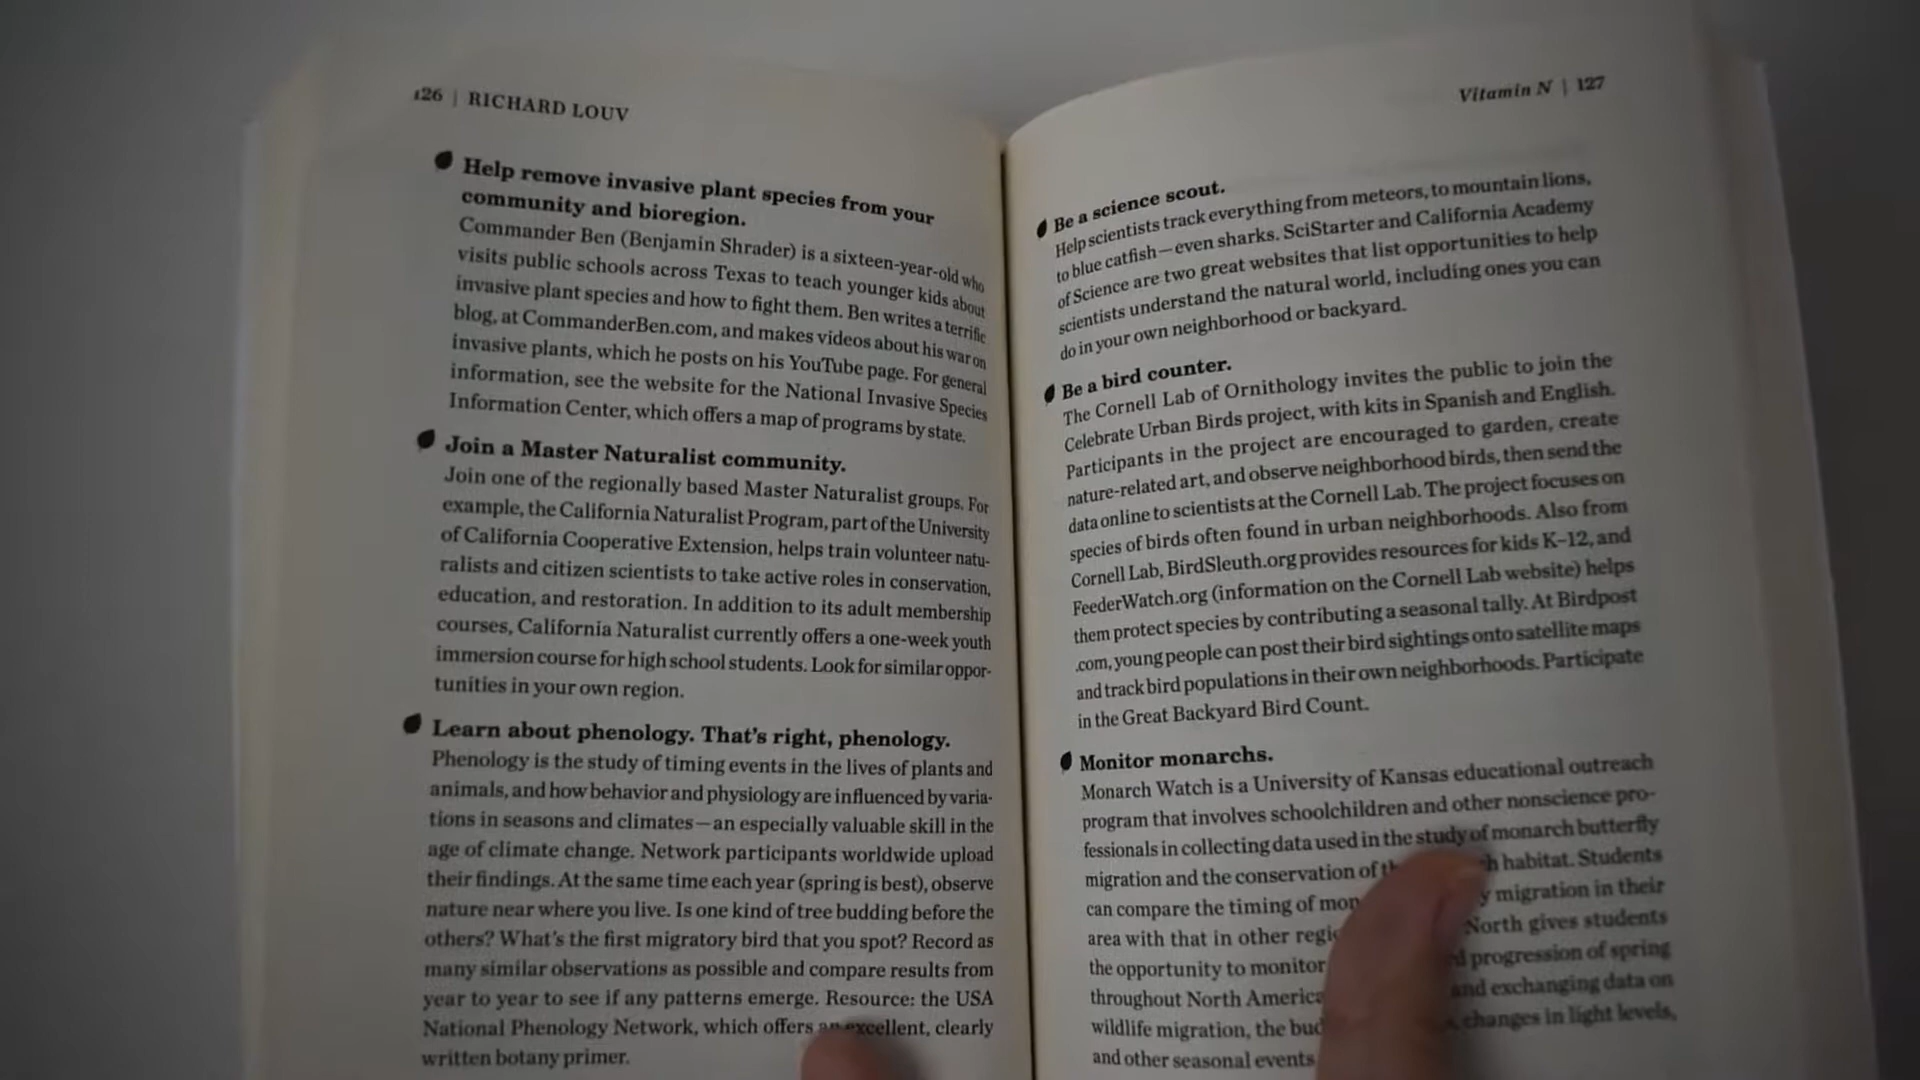 126 | RICHARD LOUV
Help remove invasive plant species from your
community and bioregion.
Commander Ben (Benjamin Shrader) is a sixteen-year-old who
visits public schools across Texas to teach younger kids about
invasive plant species and how to fight them. Ben writes a terrific
blog, at CommanderBen.com, and makes videos about his war on
invasive plants, which he posts on his YouTube page. For general
information, see the website for the National Invasive Species
Information Center, which offers a map of programs by state.
Join a Master Naturalist community.
Join one of the regionally based Master Naturalist groups. For
example, the California Naturalist Program, part of the University
of California Cooperative Extension, helps train volunteer natu-
ralists and citizen scientists to take active roles in conservation,
education, and restoration. In addition to its adult membership
courses, California Naturalist currently offers a one-week youth
immersion course for high school students. Look for similar oppor-
tunities in your own region.
Learn about phenology. That's right, phenology.
Phenology is the study of timing events in the lives of plants and
animals, and how behavior and physiology are influenced by varia-
tions in seasons and climates—an especially valuable skill in the
age of climate change. Network participants worldwide upload
their findings. At the same time each year (spring is best), observe
nature near where you live. Is one kind of tree budding before the
others? What's the first migratory bird that you spot? Record as
many similar observations as possible and compare results from
year to year to see if any patterns emerge. Resource: the USA
National Phenology Network, which offers an excellent, clearly
written botany primer.
Vitamin N | 127
Be a science scout.
Help scientists track everything from meteors, to mountain lions,
to blue catfish—even sharks. SciStarter and California Academy
of Science are two great websites that list opportunities to help
scientists understand the natural world, including ones you can
do in your own neighborhood or backyard.
Be a bird counter.
The Cornell Lab of Ornithology invites the public to join the
Celebrate Urban Birds project, with kits in Spanish and English.
Participants in the project are encouraged to garden, create
nature-related art, and observe neighborhood birds, then send the
data online to scientists at the Cornell Lab. The project focuses on
species of birds often found in urban neighborhoods. Also from
Cornell Lab, BirdSleuth.org provides resources for kids K–12, and
FeederWatch.org (information on the Cornell Lab website) helps
them protect species by contributing a seasonal tally. At Birdpost
.com, young people can post their bird sightings onto satellite maps
and track bird populations in their own neighborhoods. Participate
in the Great Backyard Bird Count.
Monitor monarchs.
Monarch Watch is a University of Kansas educational outreach
program that involves schoolchildren and other nonscience pro-
fessionals in collecting data used in the study of monarch butterfly
migration and the conservation of habitat. Students
can compare the timing of migration in their
area with that in other North gives students
the opportunity to monitor progression of spring
throughout North America and exchanging data on
wildlife migration, the changes in light levels,
and other seasonal events